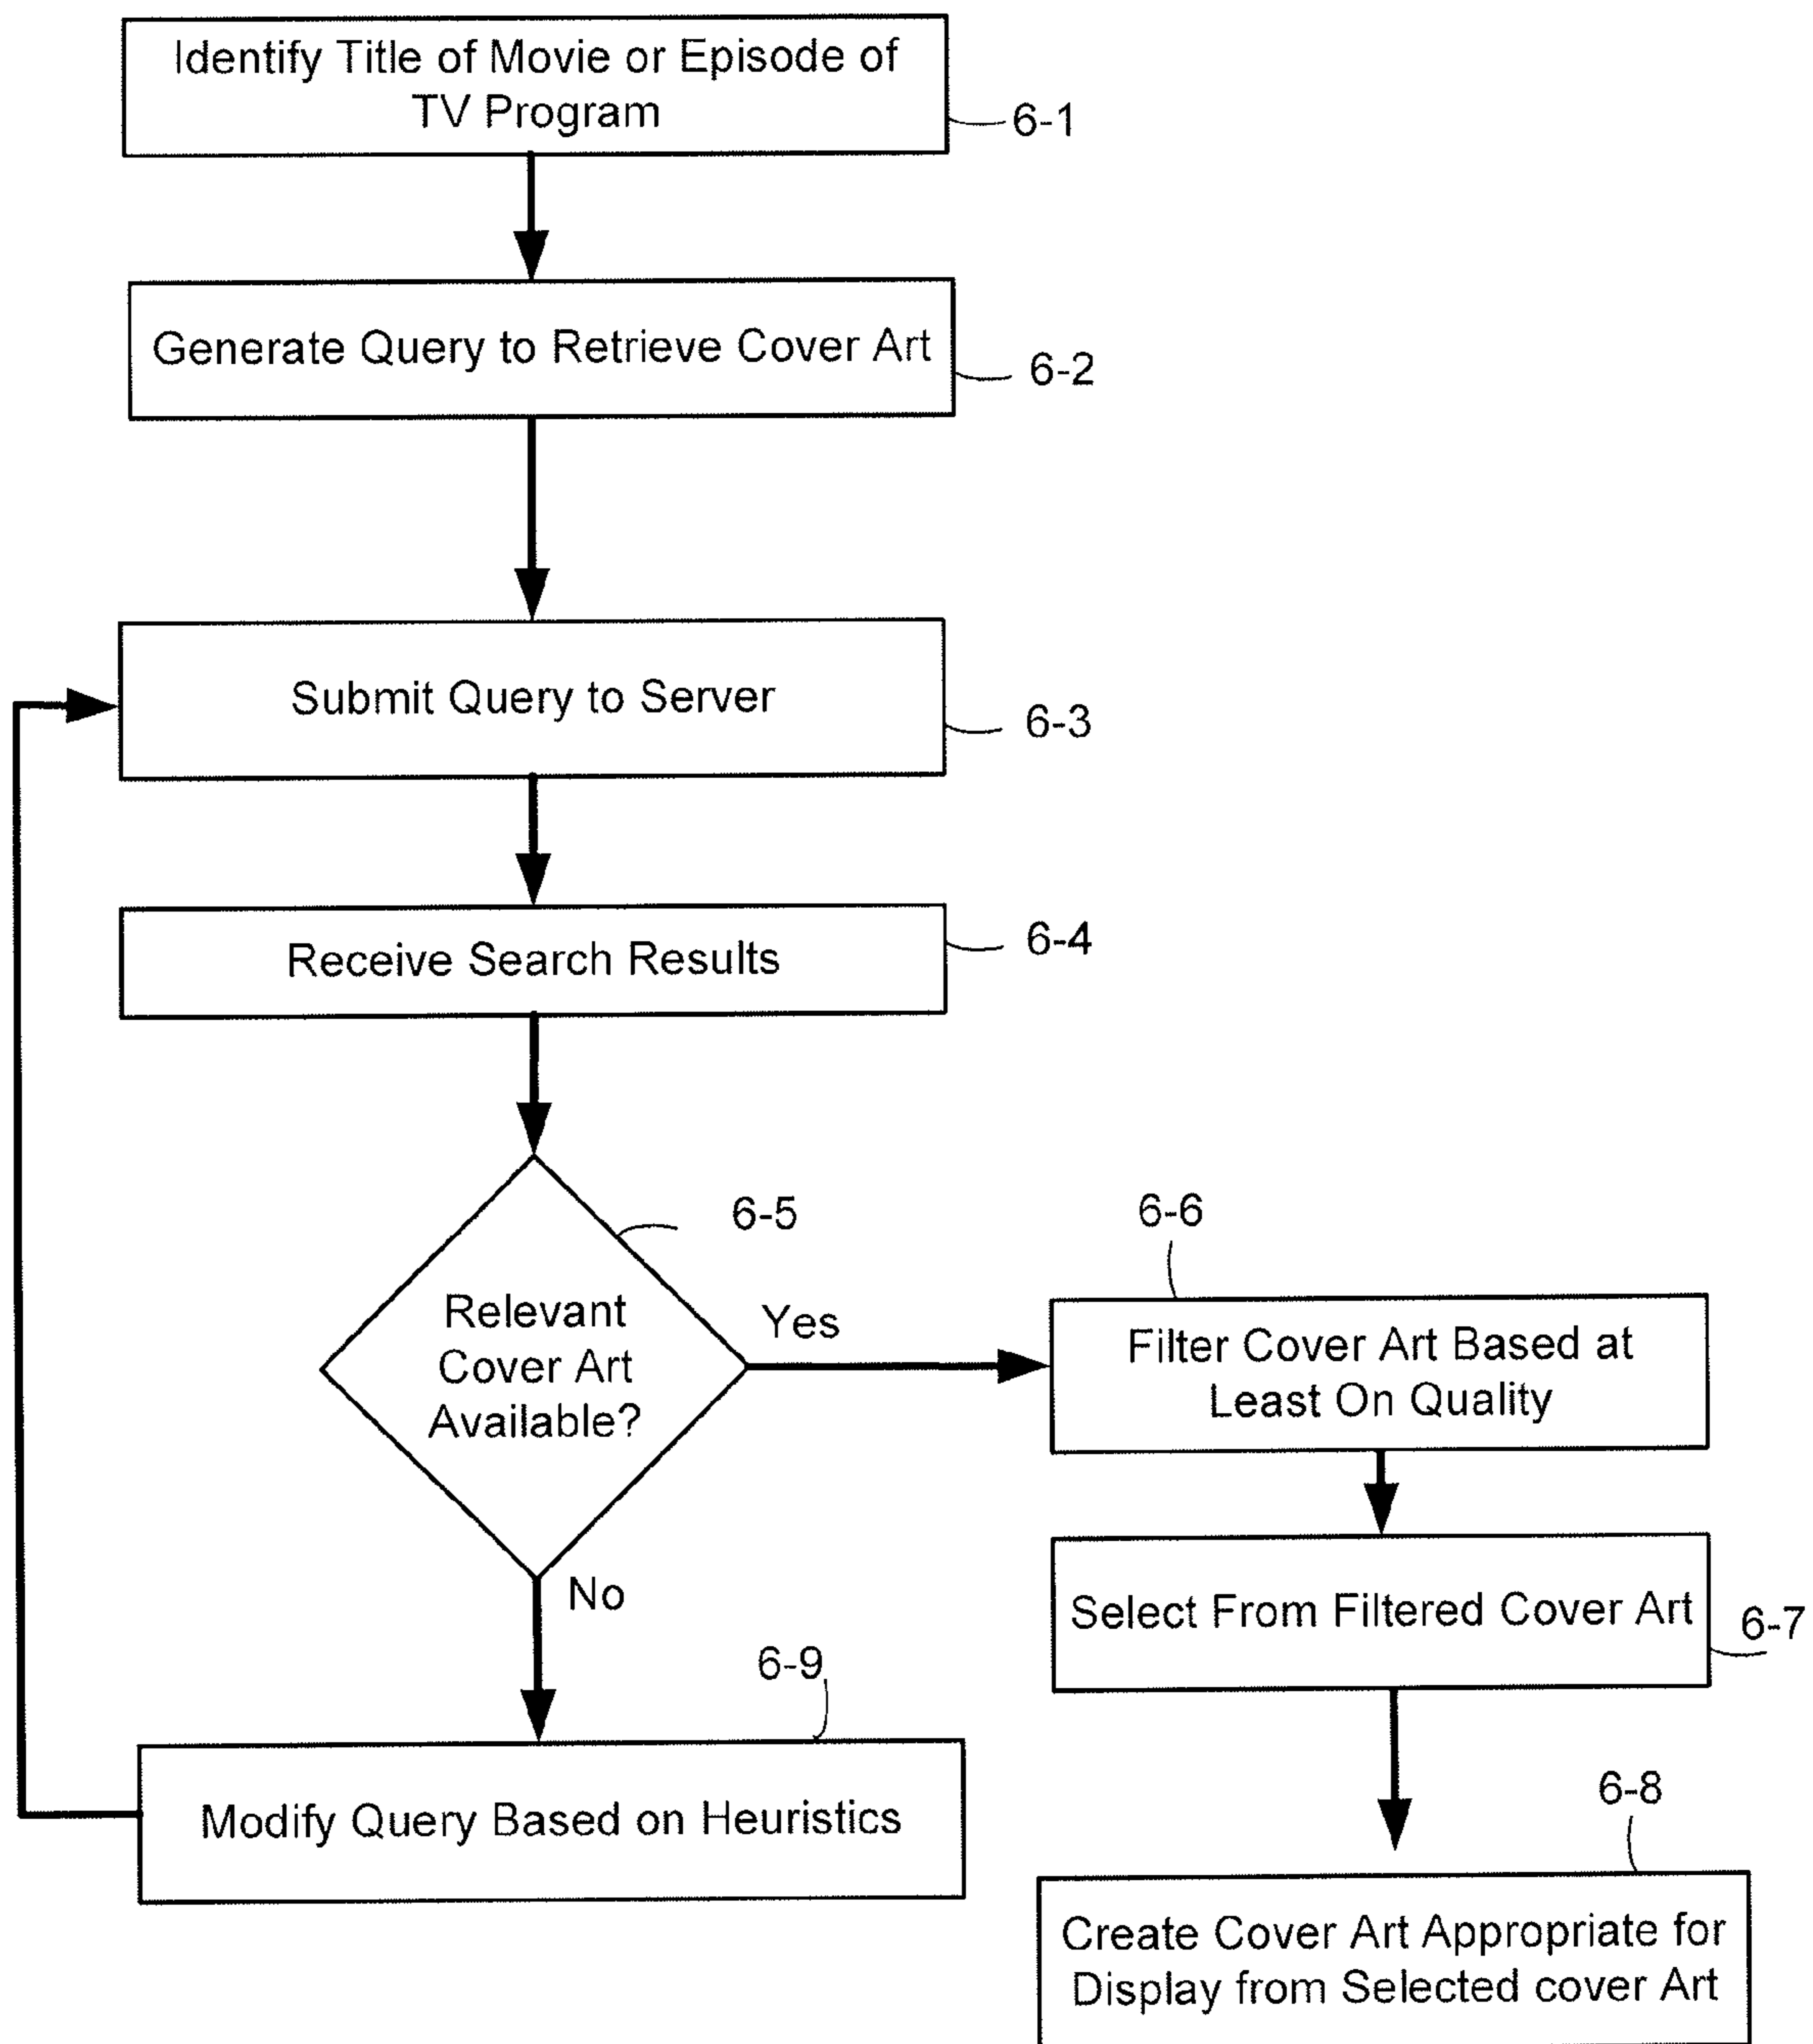 Identify Title of Movie or Episode of
TV Program
6-1
Generate Query to Retrieve Cover Art
6-2
Submit Query to Server
6-3
Receive Search Results
6-4
6-5
Relevant
Cover Art
Available?
Yes
No
6-6
Filter Cover Art Based at
Least On Quality
Select From Filtered Cover Art
6-7
6-8
Create Cover Art Appropriate for
Display from Selected cover Art
6-9
Modify Query Based on Heuristics